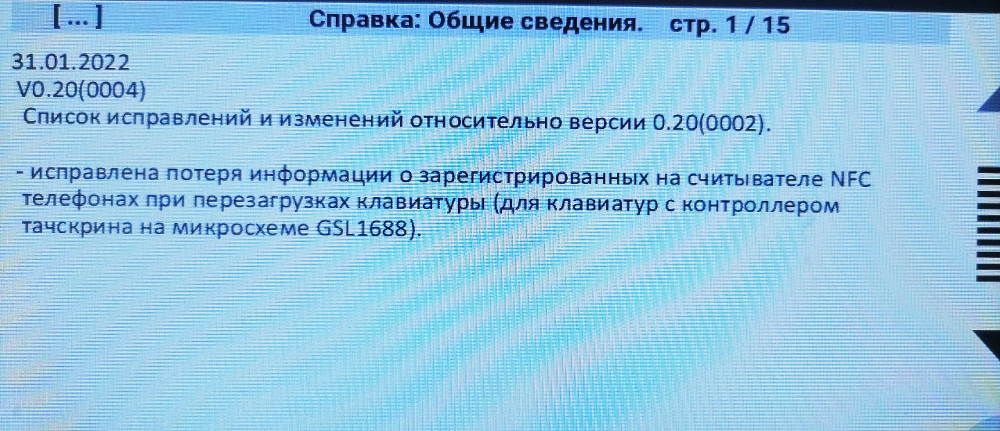 [ ... ] Справка: Общие сведения. стр. 1 / 15
31.01.2022
V0.20(0004)
Список исправлений и изменений относительно версии 0.20(0002).
- исправлена потеря информации о зарегистрированных на считывателе NFC
телефонах при перезагрузках клавиатуры (для клавиатур с контроллером
тачскрина на микросхеме GSL1688).